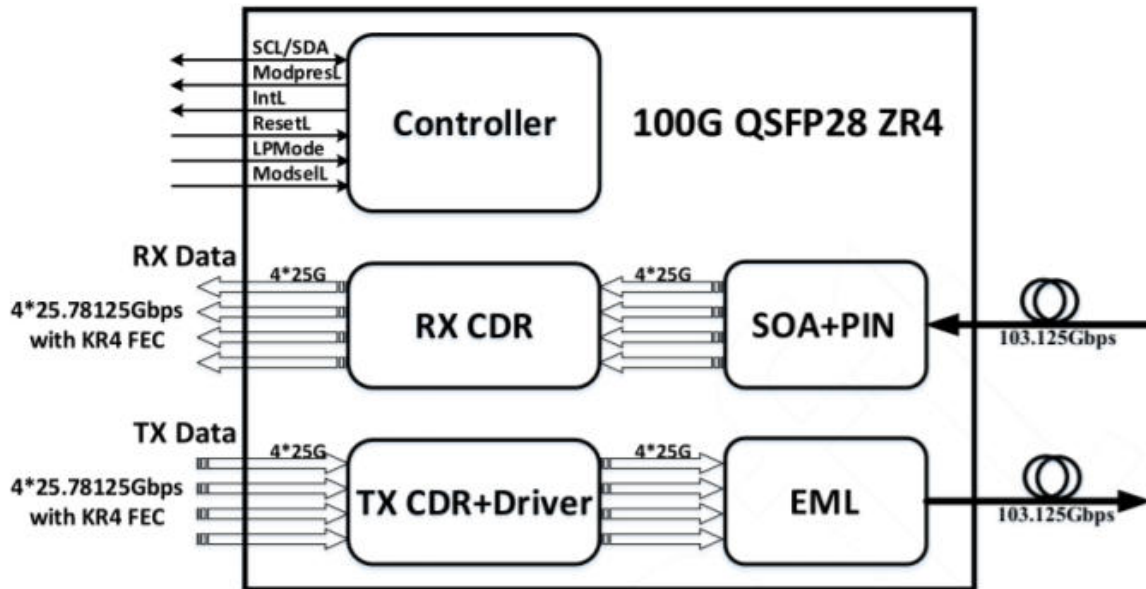 SCL/SDA
ModpresL
IntL
ResetL
LPMode
ModselL
Controller
100G QSFP28 ZR4
RX Data
4*25G
4*25G
4*25.78125Gbps
with KR4 FEC
RX CDR
SOA+PIN
103.125Gbps
TX Data
4*25G
4*25G
4*25.78125Gbps
with KR4 FEC
TX CDR+Driver
EML
103.125Gbps